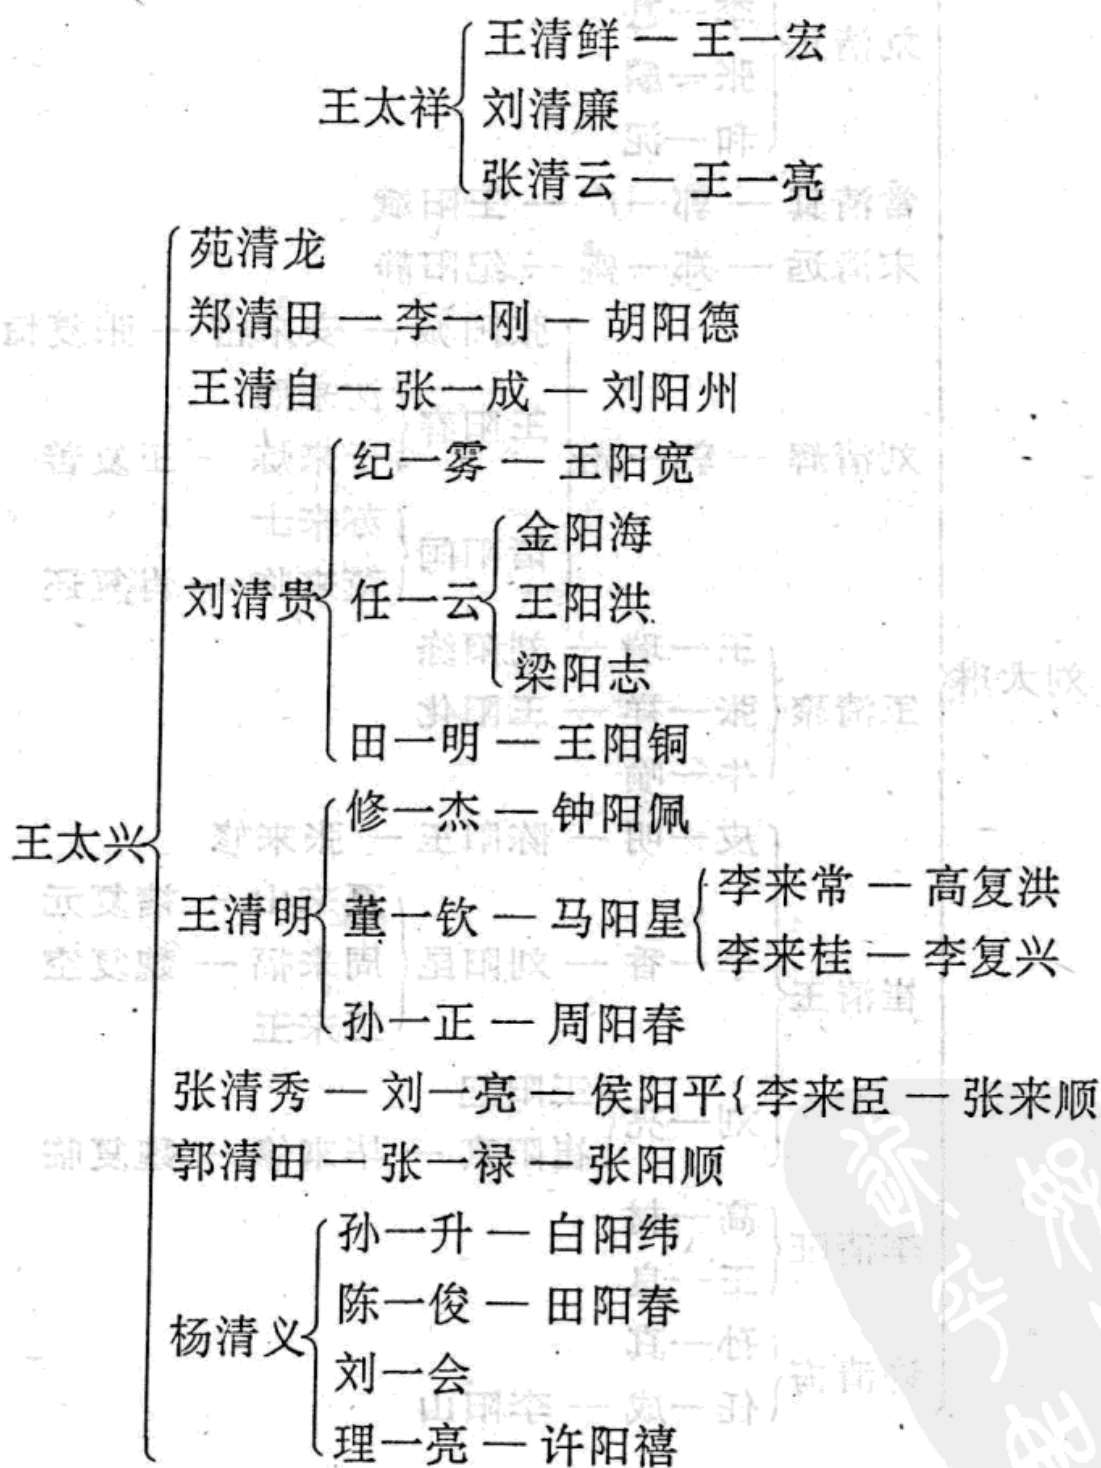 王清鲜 — 王一宏
王太祥 刘清廉
张清云 — 王一亮
苑清龙
郑清田 — 李一刚 — 胡阳德
王清自 — 张一成 — 刘阳州
纪一雾 — 王阳宽
金阳海
刘清贵 任一云 王阳洪
梁阳志
田一明 — 王阳铜
修一杰 — 钟阳佩
王太兴
李来常 — 高复洪
王清明 董一钦 — 马阳星
李来桂 — 李复兴
孙一正 — 周阳春
张清秀 — 刘一亮 — 侯阳平{李来臣 — 张来顺
郭清田 — 张一禄 — 张阳顺
孙一升 — 白阳纬
陈一俊 — 田阳春
杨清义
刘一会
理一亮 — 许阳禧